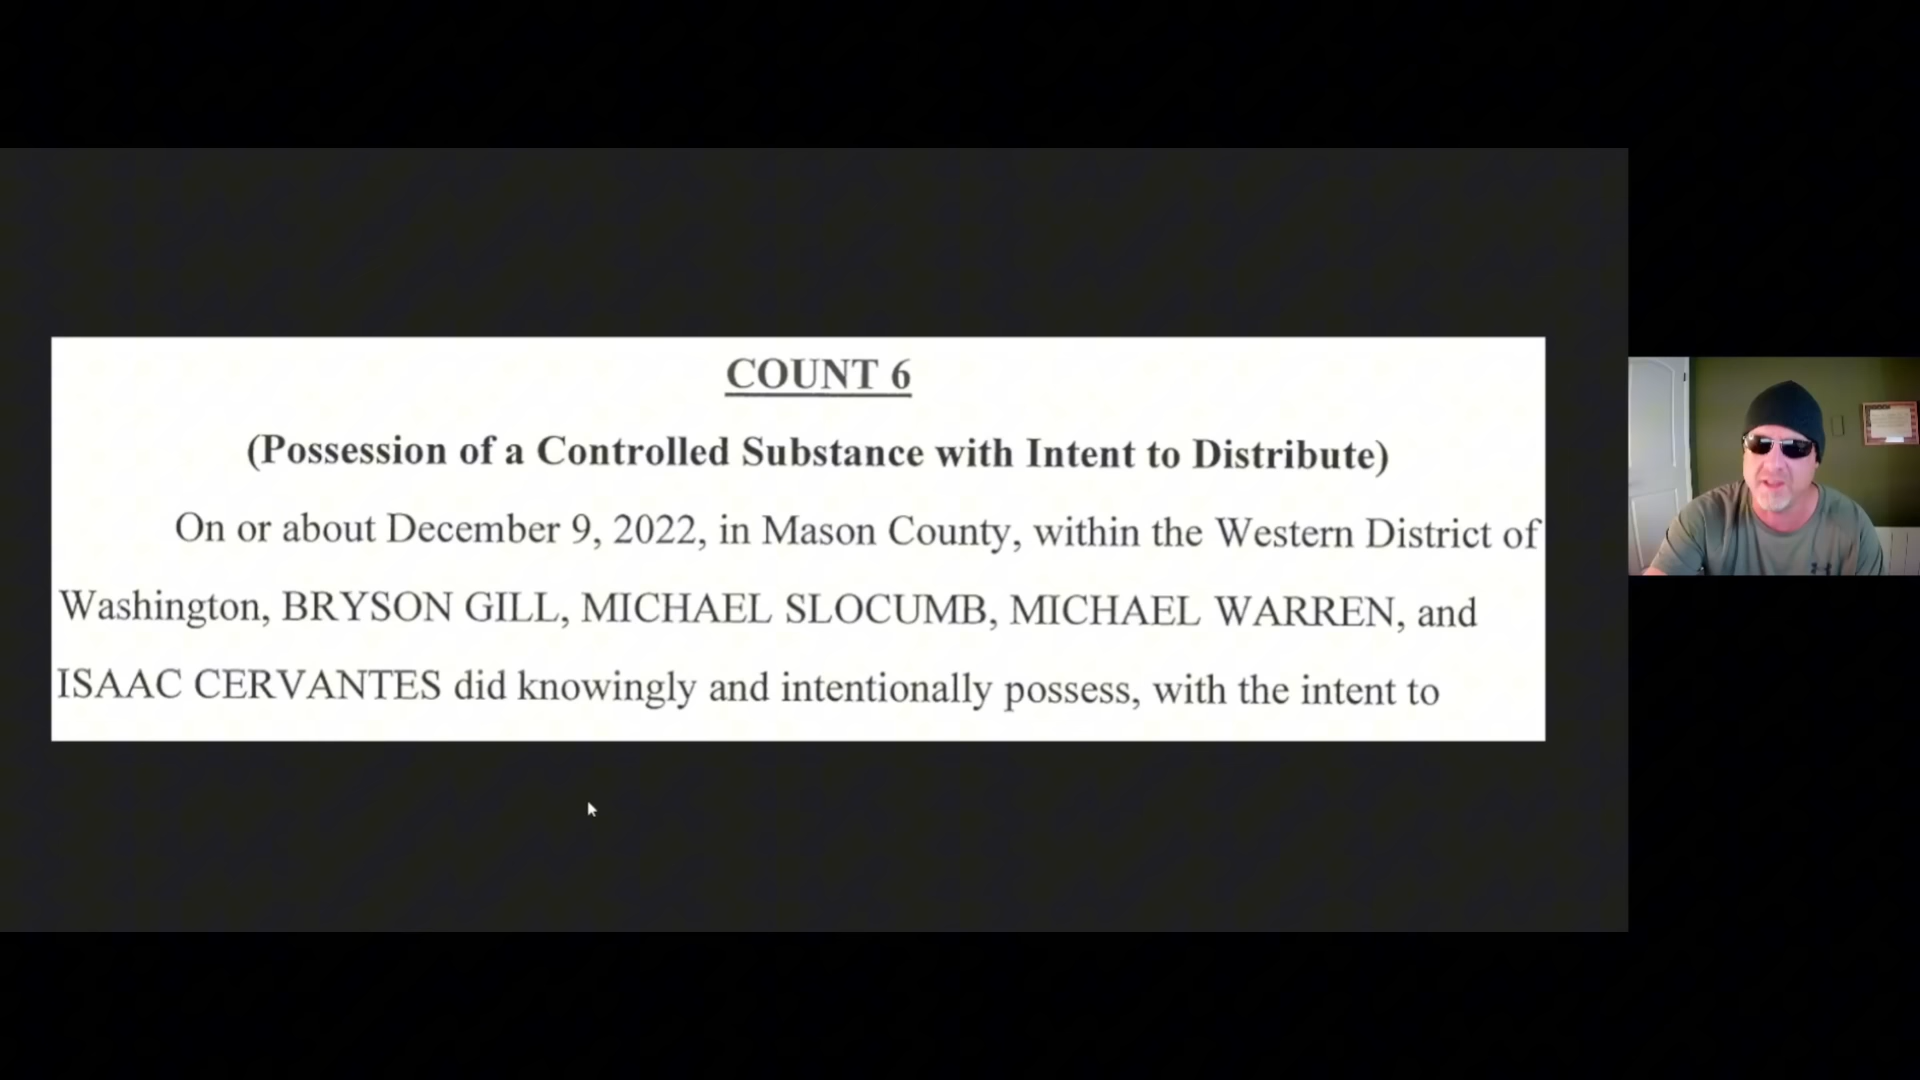 COUNT 6
(Possession of a Controlled Substance with Intent to Distribute)
On or about December 9, 2022, in Mason County, within the Western District of
Washington, BRYSON GILL, MICHAEL SLOCUMB, MICHAEL WARREN, and
ISAAC CERVANTES did knowingly and intentionally possess, with the intent to